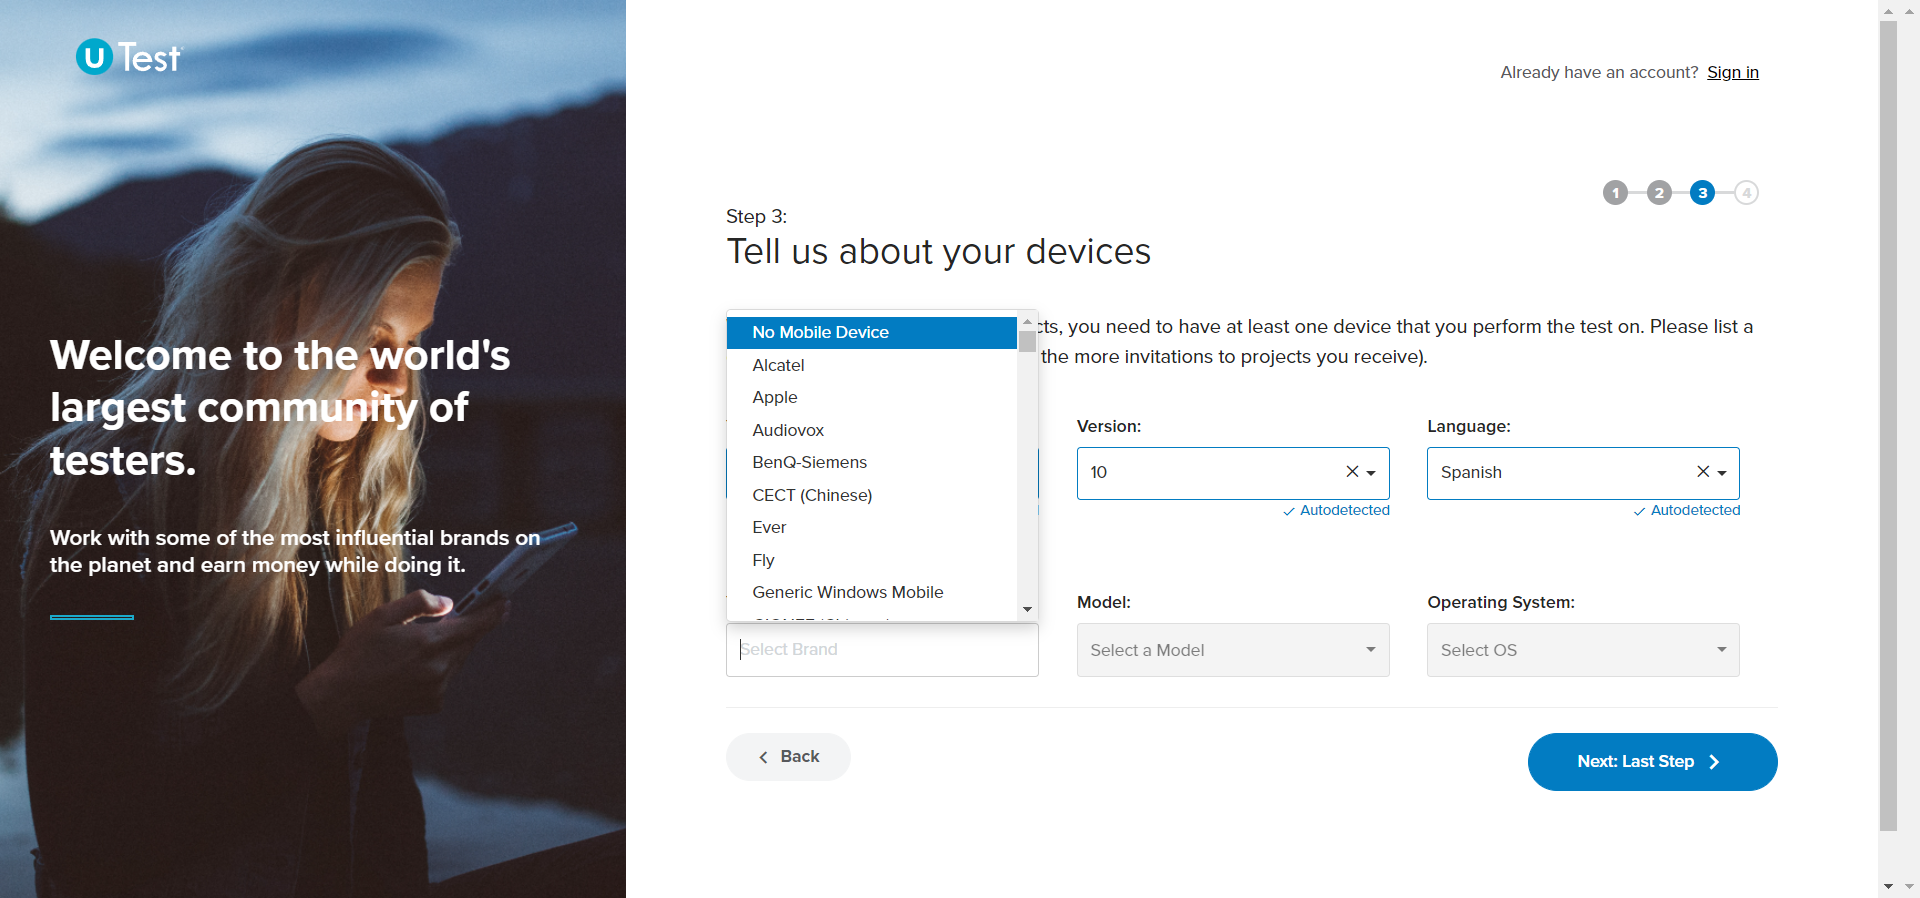 U Test
Already have an account? Sign in
1 2 3 4
Step 3:
Tell us about your devices
cts, you need to have at least one device that you perform the test on. Please list a
the more invitations to projects you receive).
No Mobile Device
Alcatel
Apple
Audiovox
BenQ-Siemens
CECT (Chinese)
Ever
Fly
Generic Windows Mobile
Version:
10
Autodetected
Language:
Spanish
Autodetected
Select Brand
Model:
Select a Model
Operating System:
Select OS
Back
Next: Last Step
Welcome to the world's
largest community of
testers.
Work with some of the most influential brands on
the planet and earn money while doing it.